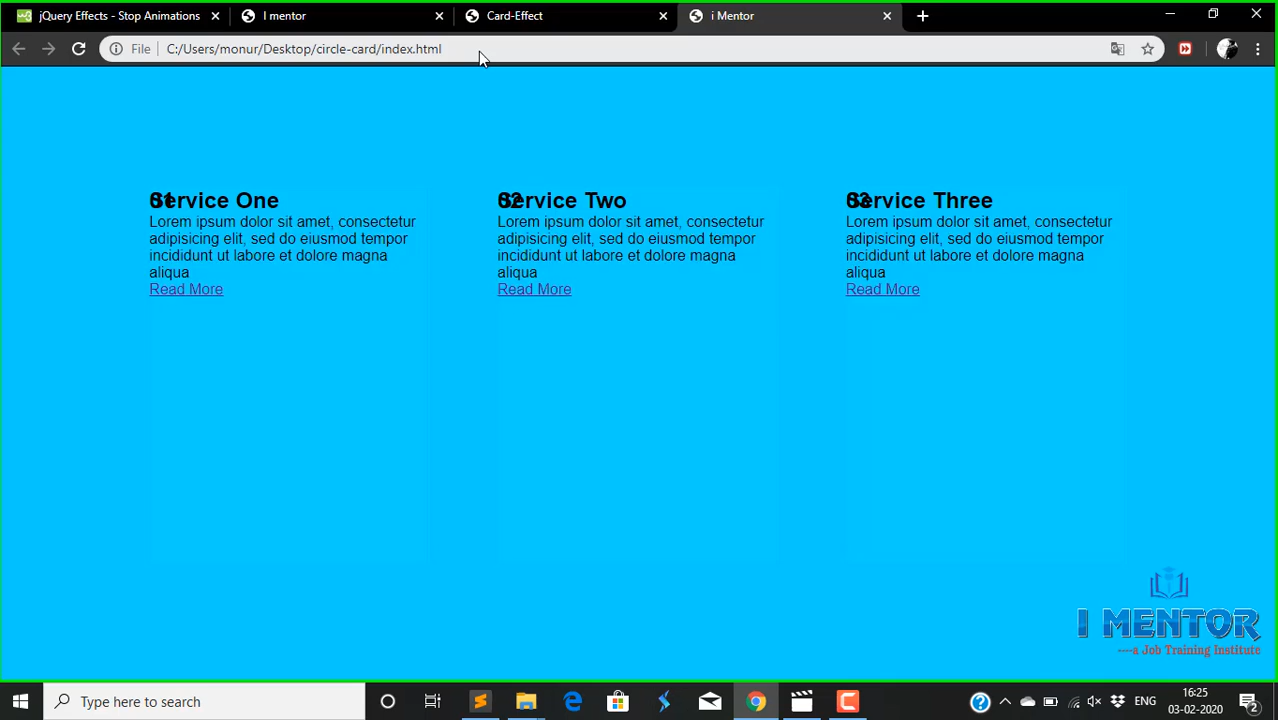 jQuery Effects - Stop Animations
I mentor
Card-Effect
i Mentor
File
C:/Users/monur/Desktop/circle-card/index.html
01
Service One
Lorem ipsum dolor sit amet, consectetur
adipisicing elit, sed do eiusmod tempor
incididunt ut labore et dolore magna
aliqua
Read More
02
Service Two
Lorem ipsum dolor sit amet, consectetur
adipisicing elit, sed do eiusmod tempor
incididunt ut labore et dolore magna
aliqua
Read More
03
Service Three
Lorem ipsum dolor sit amet, consectetur
adipisicing elit, sed do eiusmod tempor
incididunt ut labore et dolore magna
aliqua
Read More
I MENTOR
----a Job Training Institute
Type here to search
ENG
16:25
03-02-2020
2